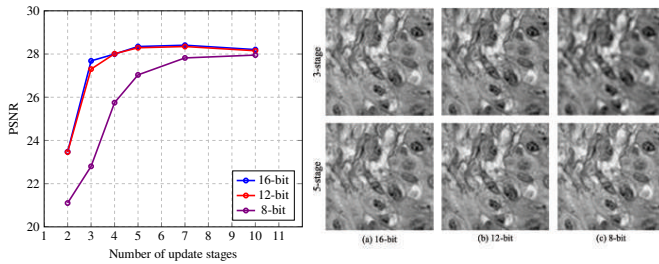 PSNR
30
28
26
24
22
20
1 2 3 4 5 6 7 8 9 10 11
Number of update stages
16-bit
12-bit
8-bit
3-stage
5-stage
(a) 16-bit
(b) 12-bit
(c) 8-bit